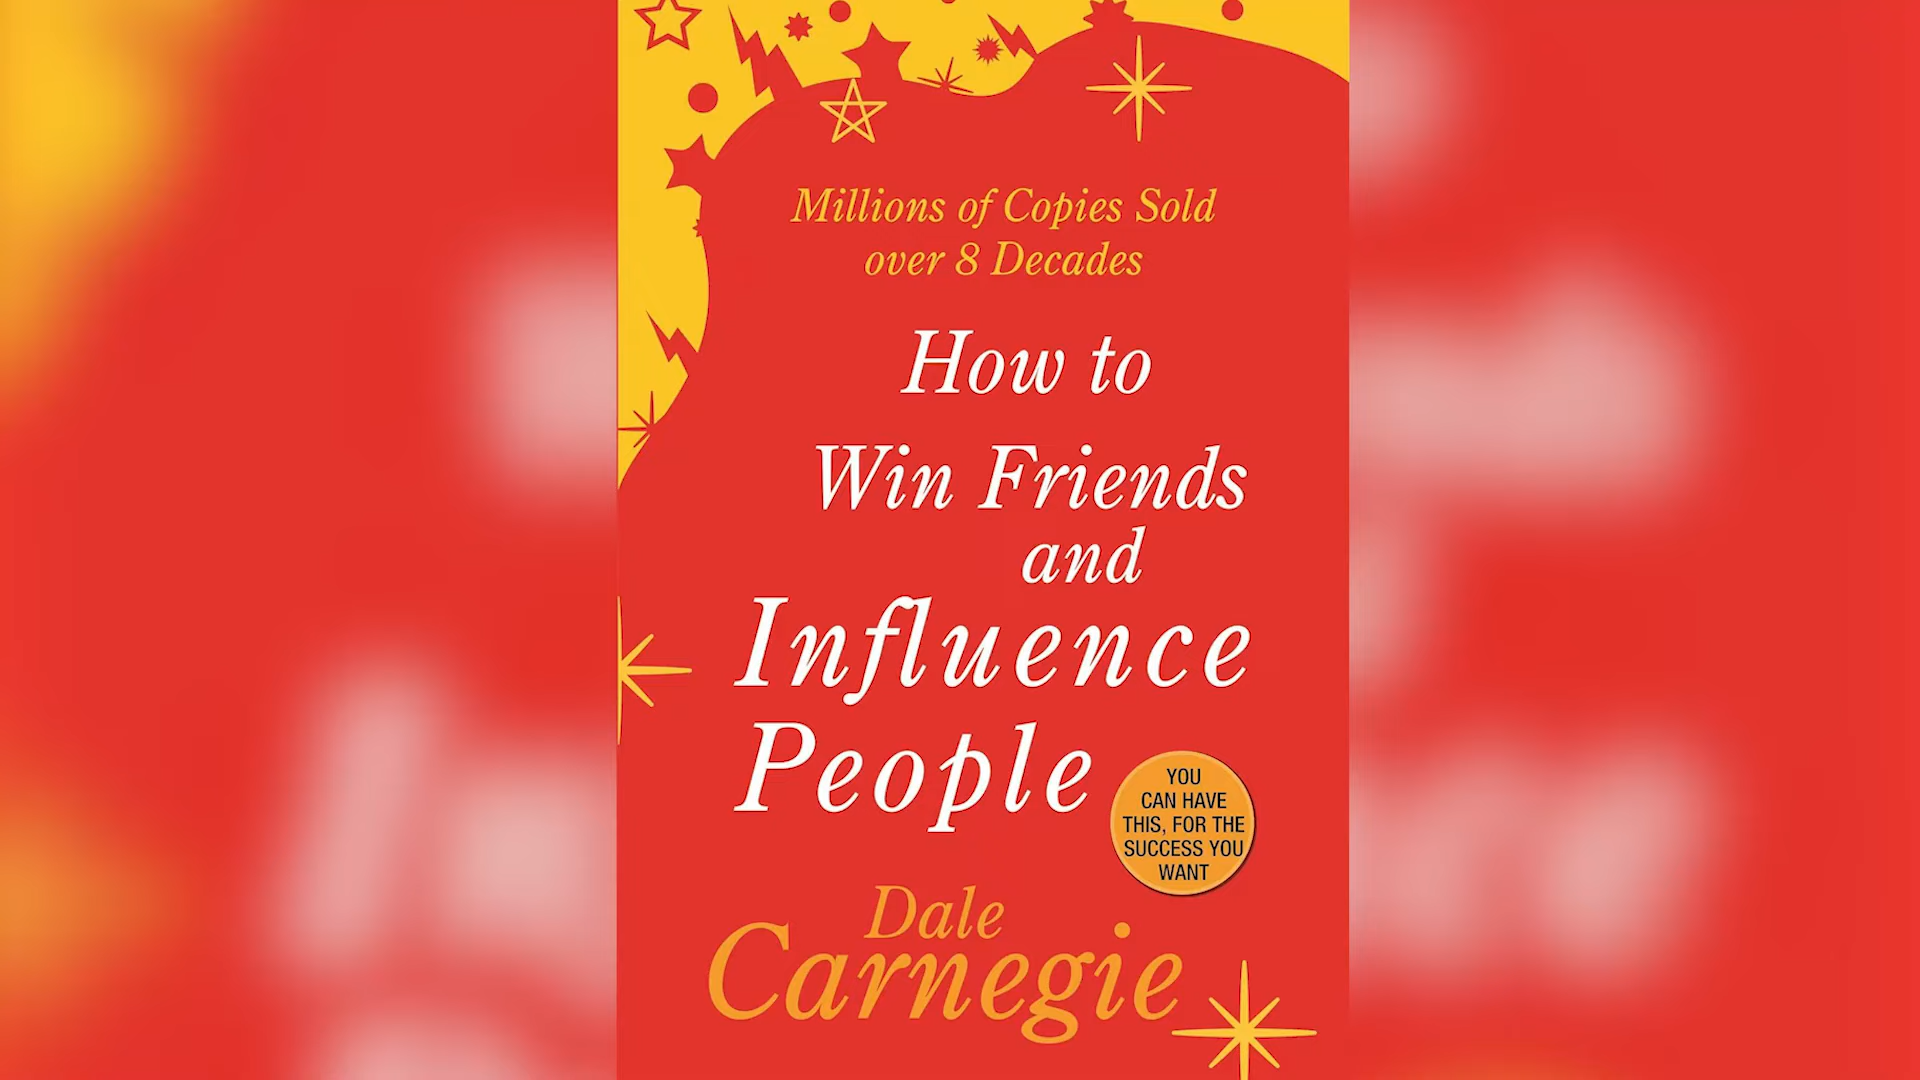 Millions of Copies Sold
over 8 Decades
How to
Win Friends
and
Influence
People
YOU
CAN HAVE
THIS, FOR THE
SUCCESS YOU
WANT
Dale
Carnegie